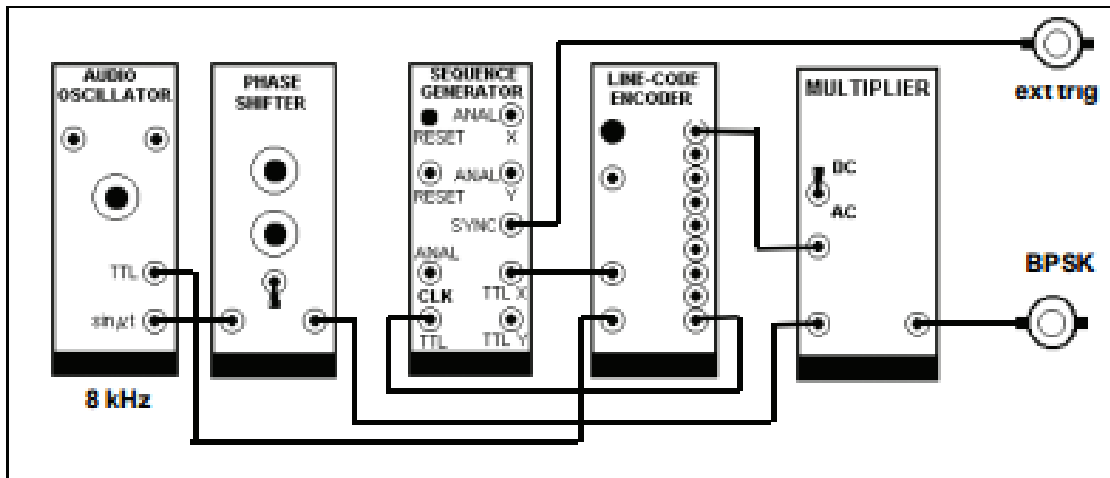 AUDIO
OSCILLATOR
TTL
sinμt
8 kHz
PHASE
SHIFTER
SEQUENCE
GENERATOR
ANAL
RESET
X
ANAL
RESET
Y
SYNC
ANAL
CLK
TTL X
TTL
TTL Y
LINE-CODE
ENCODER
MULTIPLIER
DC
AC
ext trig
BPSK